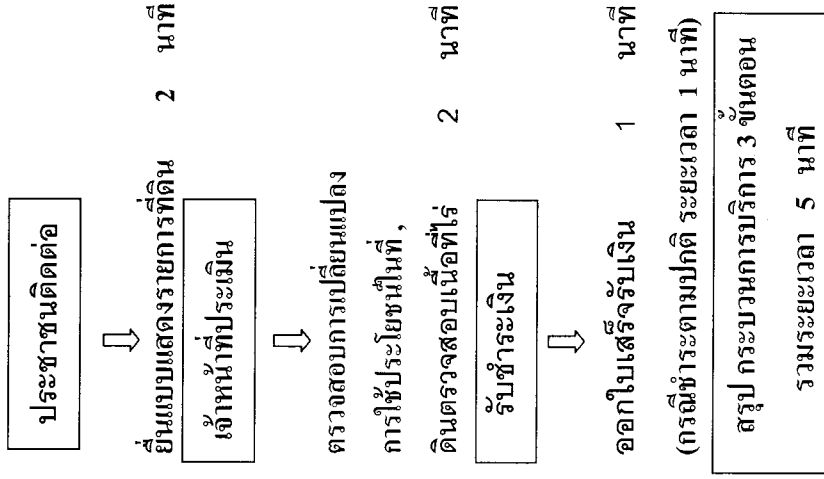 ประชาชนติดต่อ
ยื่นแบบแสดงรายการที่ดิน 2 นาที
เจ้าหน้าที่ประเมิน
ตรวจสอบการเปลี่ยนแปลง
การใช้ประโยชน์ในที่ ,
ดินตรวจสอบเนื้อที่ไร่ 2 นาที
รับชำระเงิน
ออกใบเสร็จรับเงิน 1 นาที
(กรณีชำระตามปกติ ระยะเวลา 1 นาที)
สรุป กระบวนการบริการ 3 ขั้นตอน
รวมระยะเวลา 5 นาที